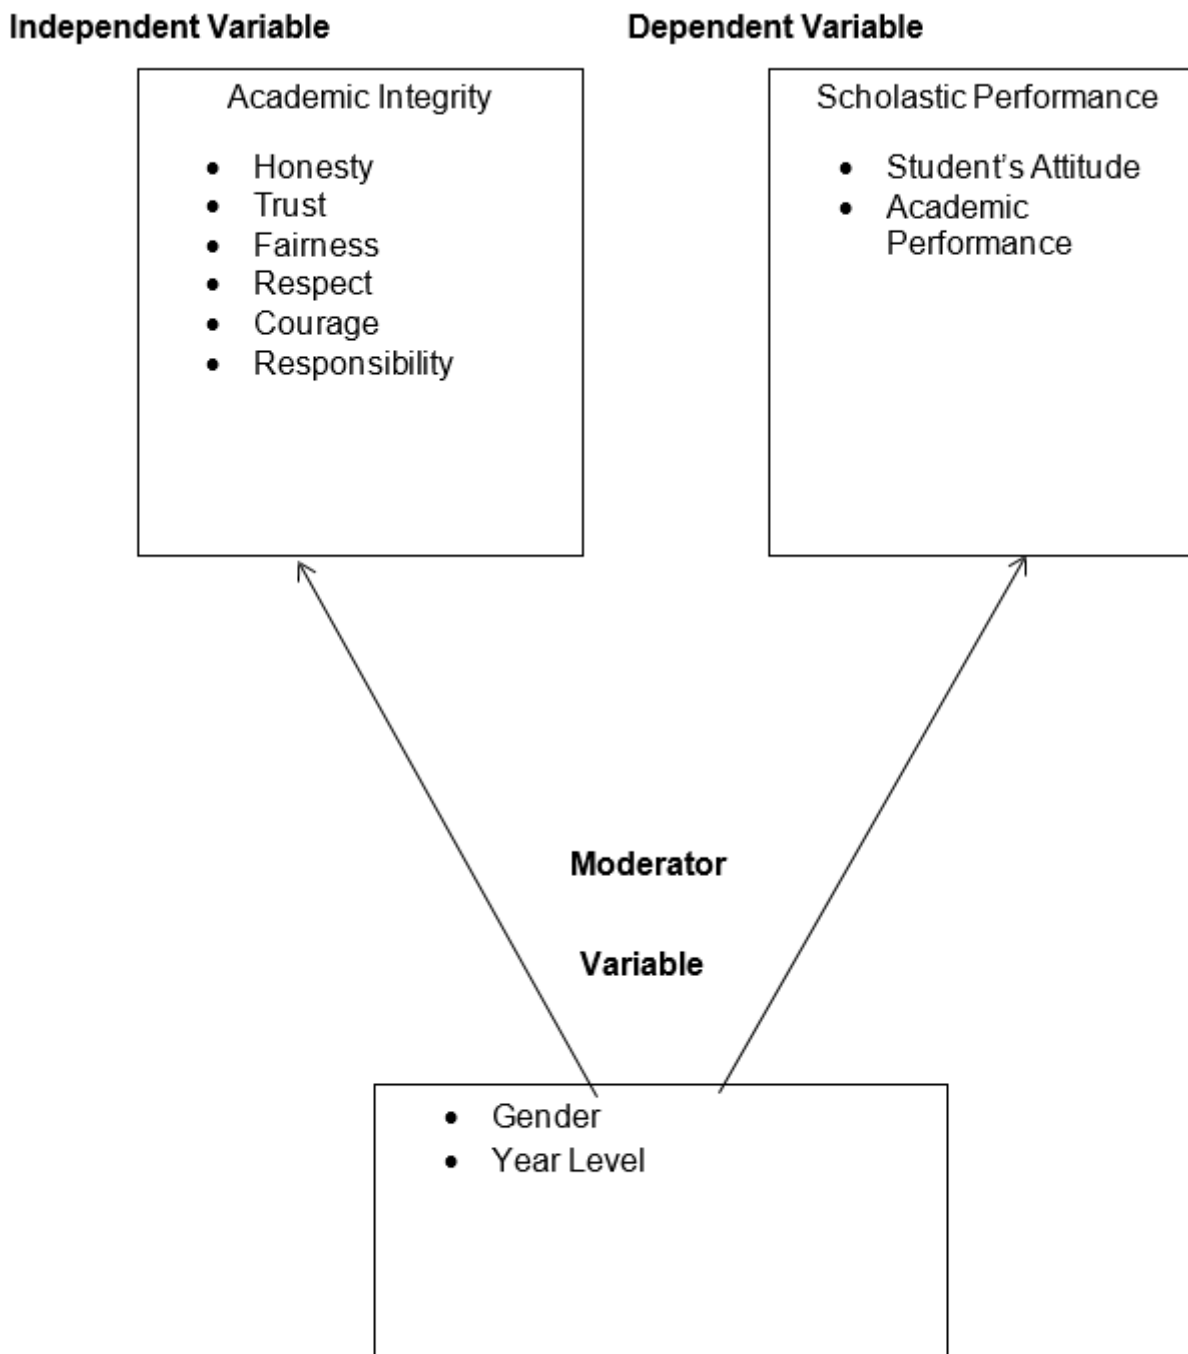 Independent Variable
Dependent Variable
Academic Integrity
• Honesty
• Trust
• Fairness
• Respect
• Courage
• Responsibility
Scholastic Performance
• Student's Attitude
• Academic
Performance
Moderator
Variable
• Gender
• Year Level